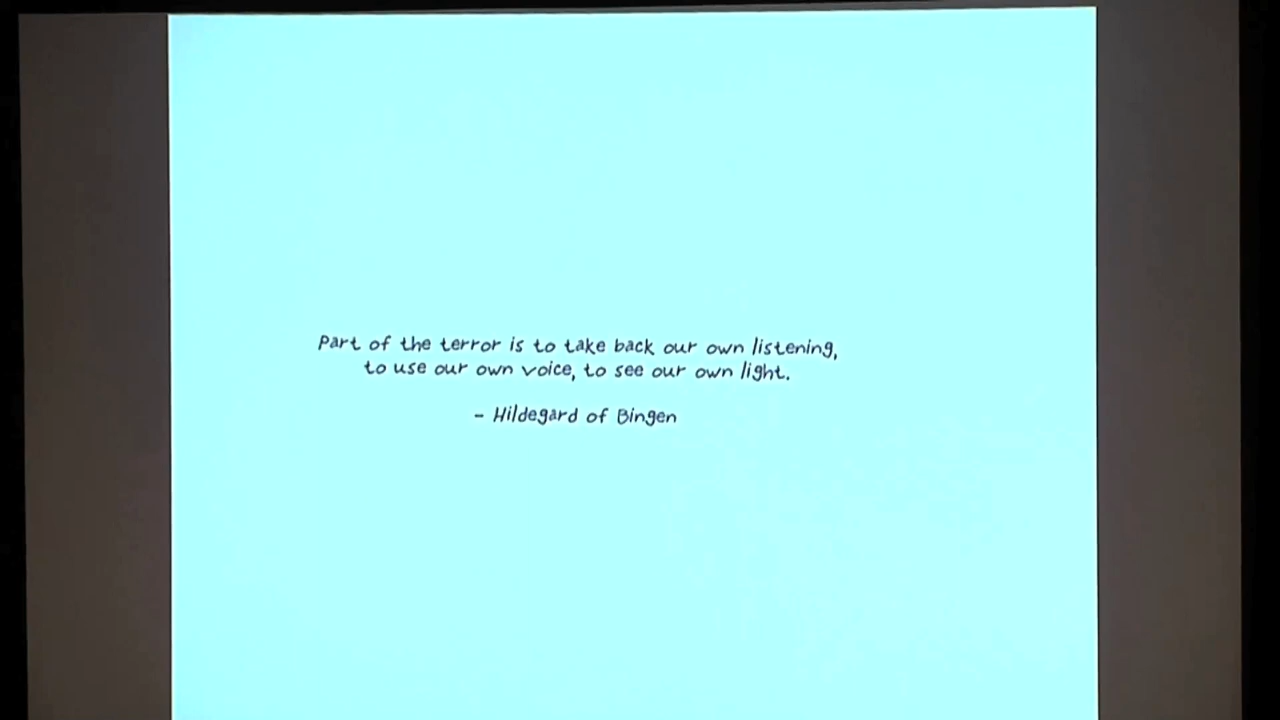 Part of the terror is to take back our own listening,
to use our own voice, to see our own light.
- Hildegard of Bingen